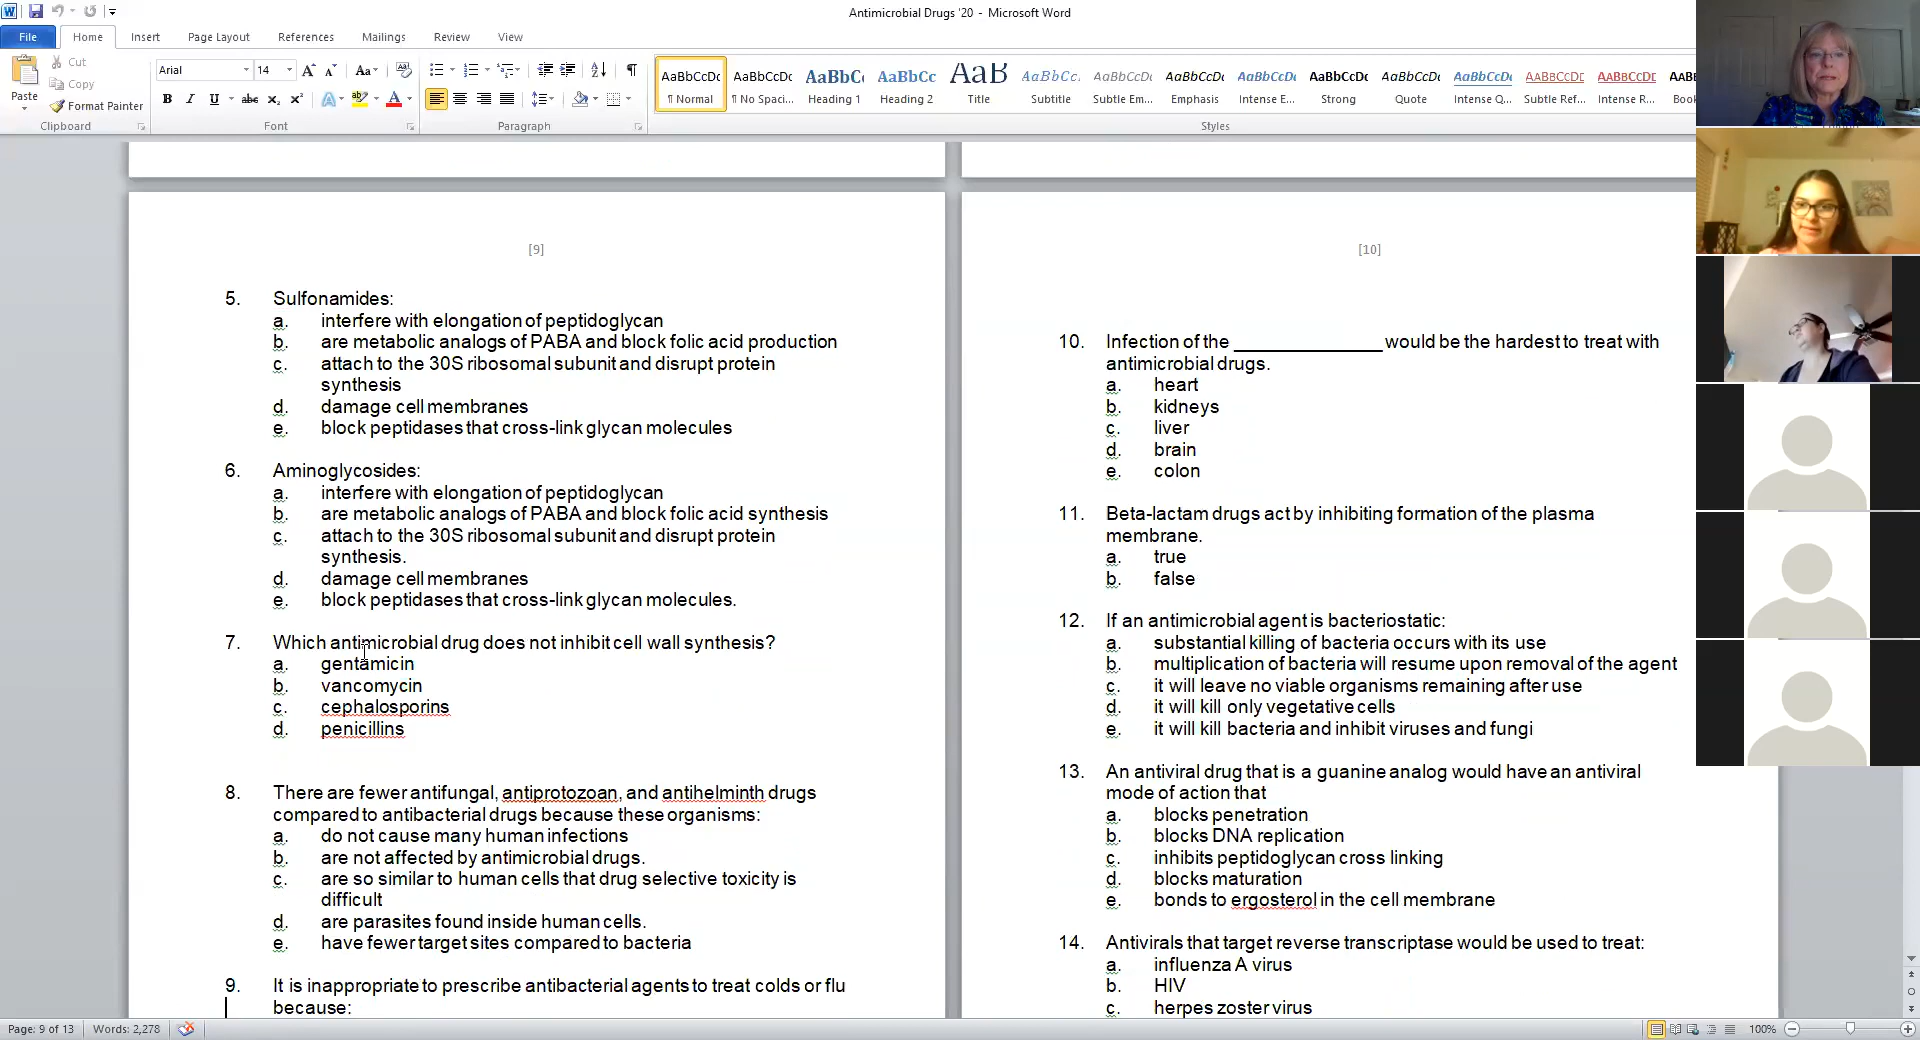 Antimicrobial Drugs '20 - Microsoft Word
File Home Insert Page Layout References Mailings Review View
Paste
Cut
Copy
Format Painter
Clipboard
Arial 14
Font
Paragraph
AaBbCcDc AaBbCcDc AaBbC AaBbCc AaB AaBbCc. AaBbCcDc AaBbCcDc AaBbCcDc AaBbCcDc AaBbCcDc AaBbCcDc AaBbCcDc AaBbCcDc AaB
¶ Normal ¶ No Spaci... Heading 1 Heading 2 Title Subtitle Subtle Em... Emphasis Intense E... Strong Quote Intense Q... Subtle Ref... Intense R... Boo
Styles
[9]
5. Sulfonamides:
a. interfere with elongation of peptidoglycan
b. are metabolic analogs of PABA and block folic acid production
c. attach to the 30S ribosomal subunit and disrupt protein
synthesis
d. damage cell membranes
e. block peptidases that cross-link glycan molecules
6. Aminoglycosides:
a. interfere with elongation of peptidoglycan
b. are metabolic analogs of PABA and block folic acid synthesis
c. attach to the 30S ribosomal subunit and disrupt protein
synthesis.
d. damage cell membranes
e. block peptidases that cross-link glycan molecules.
7. Which antimicrobial drug does not inhibit cell wall synthesis?
a. gentamicin
b. vancomycin
c. cephalosporins
d. penicillins
8. There are fewer antifungal, antiprotozoan, and antihelminth drugs
compared to antibacterial drugs because these organisms:
a. do not cause many human infections
b. are not affected by antimicrobial drugs.
c. are so similar to human cells that drug selective toxicity is
difficult
d. are parasites found inside human cells.
e. have fewer target sites compared to bacteria
9. It is inappropriate to prescribe antibacterial agents to treat colds or flu
because:
[10]
10. Infection of the _______________ would be the hardest to treat with
antimicrobial drugs.
a. heart
b. kidneys
c. liver
d. brain
e. colon
11. Beta-lactam drugs act by inhibiting formation of the plasma
membrane.
a. true
b. false
12. If an antimicrobial agent is bacteriostatic:
a. substantial killing of bacteria occurs with its use
b. multiplication of bacteria will resume upon removal of the agent
c. it will leave no viable organisms remaining after use
d. it will kill only vegetative cells
e. it will kill bacteria and inhibit viruses and fungi
13. An antiviral drug that is a guanine analog would have an antiviral
mode of action that
a. blocks penetration
b. blocks DNA replication
c. inhibits peptidoglycan cross linking
d. blocks maturation
e. bonds to ergosterol in the cell membrane
14. Antivirals that target reverse transcriptase would be used to treat:
a. influenza A virus
b. HIV
c. herpes zoster virus
Page: 9 of 13 Words: 2,278 100%